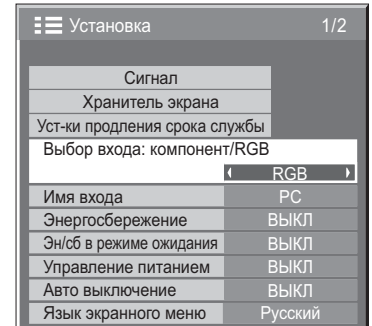 Установка 1/2
Сигнал
Хранитель экрана
Уст-ки продления срока службы
Выбор входа: компонент/RGB
RGB
Имя входа PC
Энергосбережение ВЫКЛ
Эн/сб в режиме ожидания ВЫКЛ
Управление питанием ВЫКЛ
Авто выключение ВЫКЛ
Язык экранного меню Русский